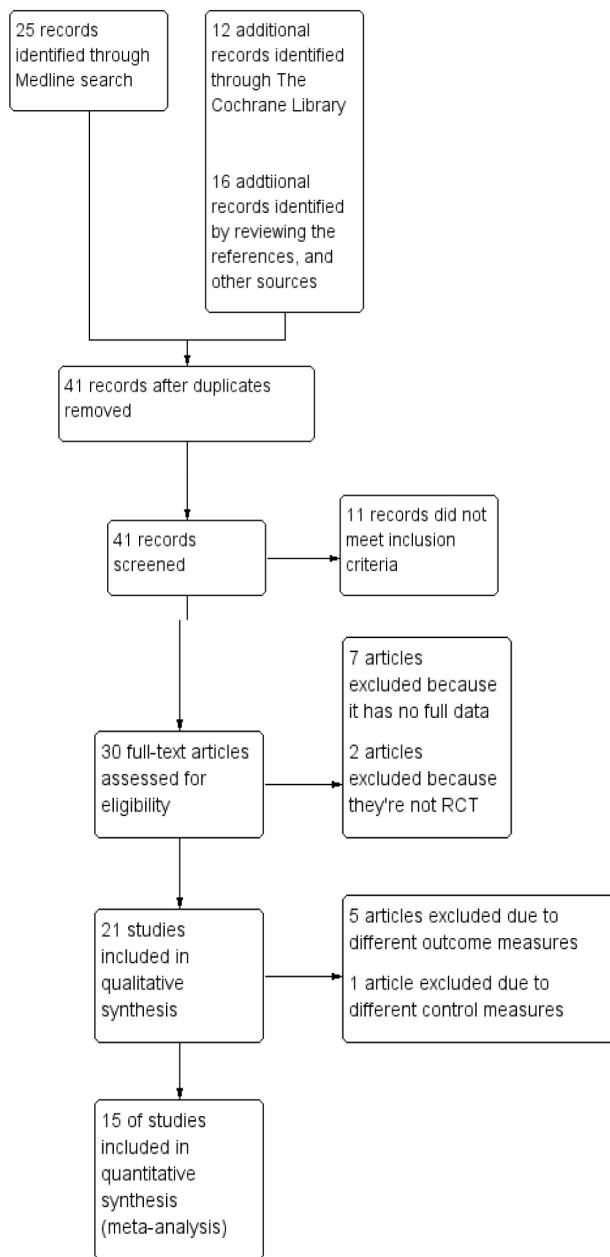 25 records
identified through
Medline search
12 additional
records identified
through The
Cochrane Library
16 addtiional
records identified
by reviewing the
references, and
other sources
41 records after duplicates
removed
41 records
screened
11 records did not
meet inclusion
criteria
30 full-text articles
assessed for
eligibility
7 articles
excluded because
it has no full data
2 articles
excluded because
they're not RCT
21 studies
included in
qualitative
synthesis
5 articles excluded due to
different outcome measures
1 article excluded due to
different control measures
15 of studies
included in
quantitative
synthesis
(meta-analysis)